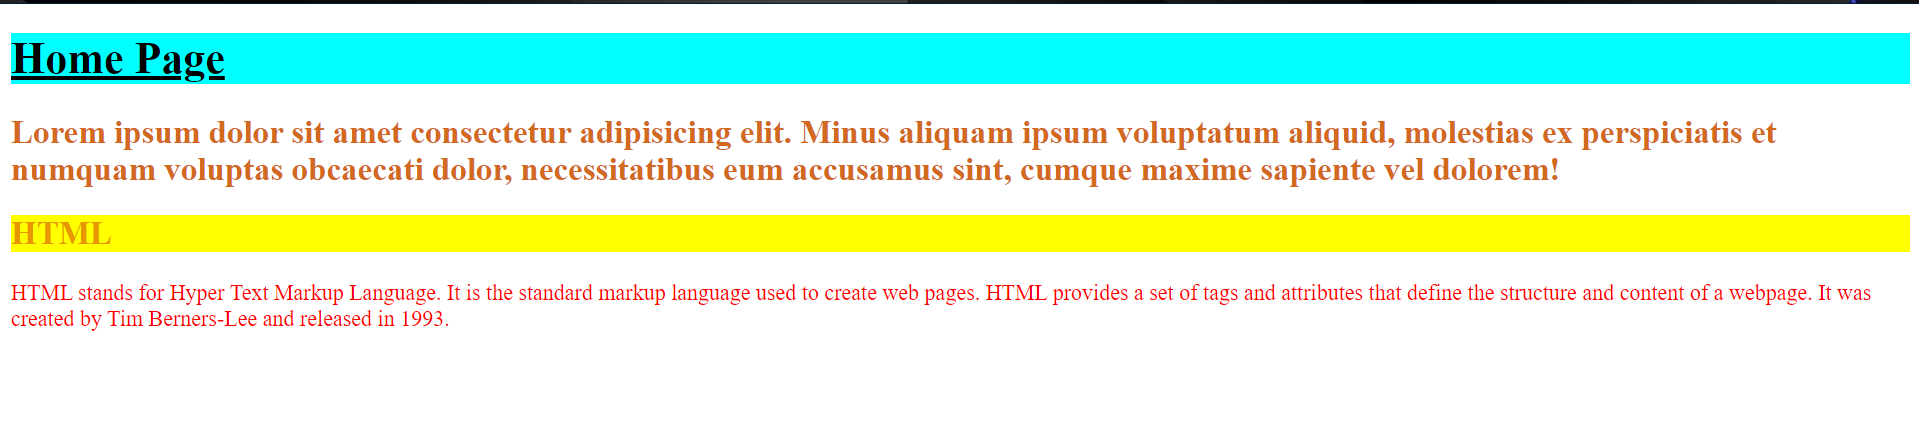 Home Page
Lorem ipsum dolor sit amet consectetur adipisicing elit. Minus aliquam ipsum voluptatum aliquid, molestias ex perspiciatis et
numquam voluptas obcaecati dolor, necessitatibus eum accusamus sint, cumque maxime sapiente vel dolorem!
HTML
HTML stands for Hyper Text Markup Language. It is the standard markup language used to create web pages. HTML provides a set of tags and attributes that define the structure and content of a webpage. It was
created by Tim Berners-Lee and released in 1993.